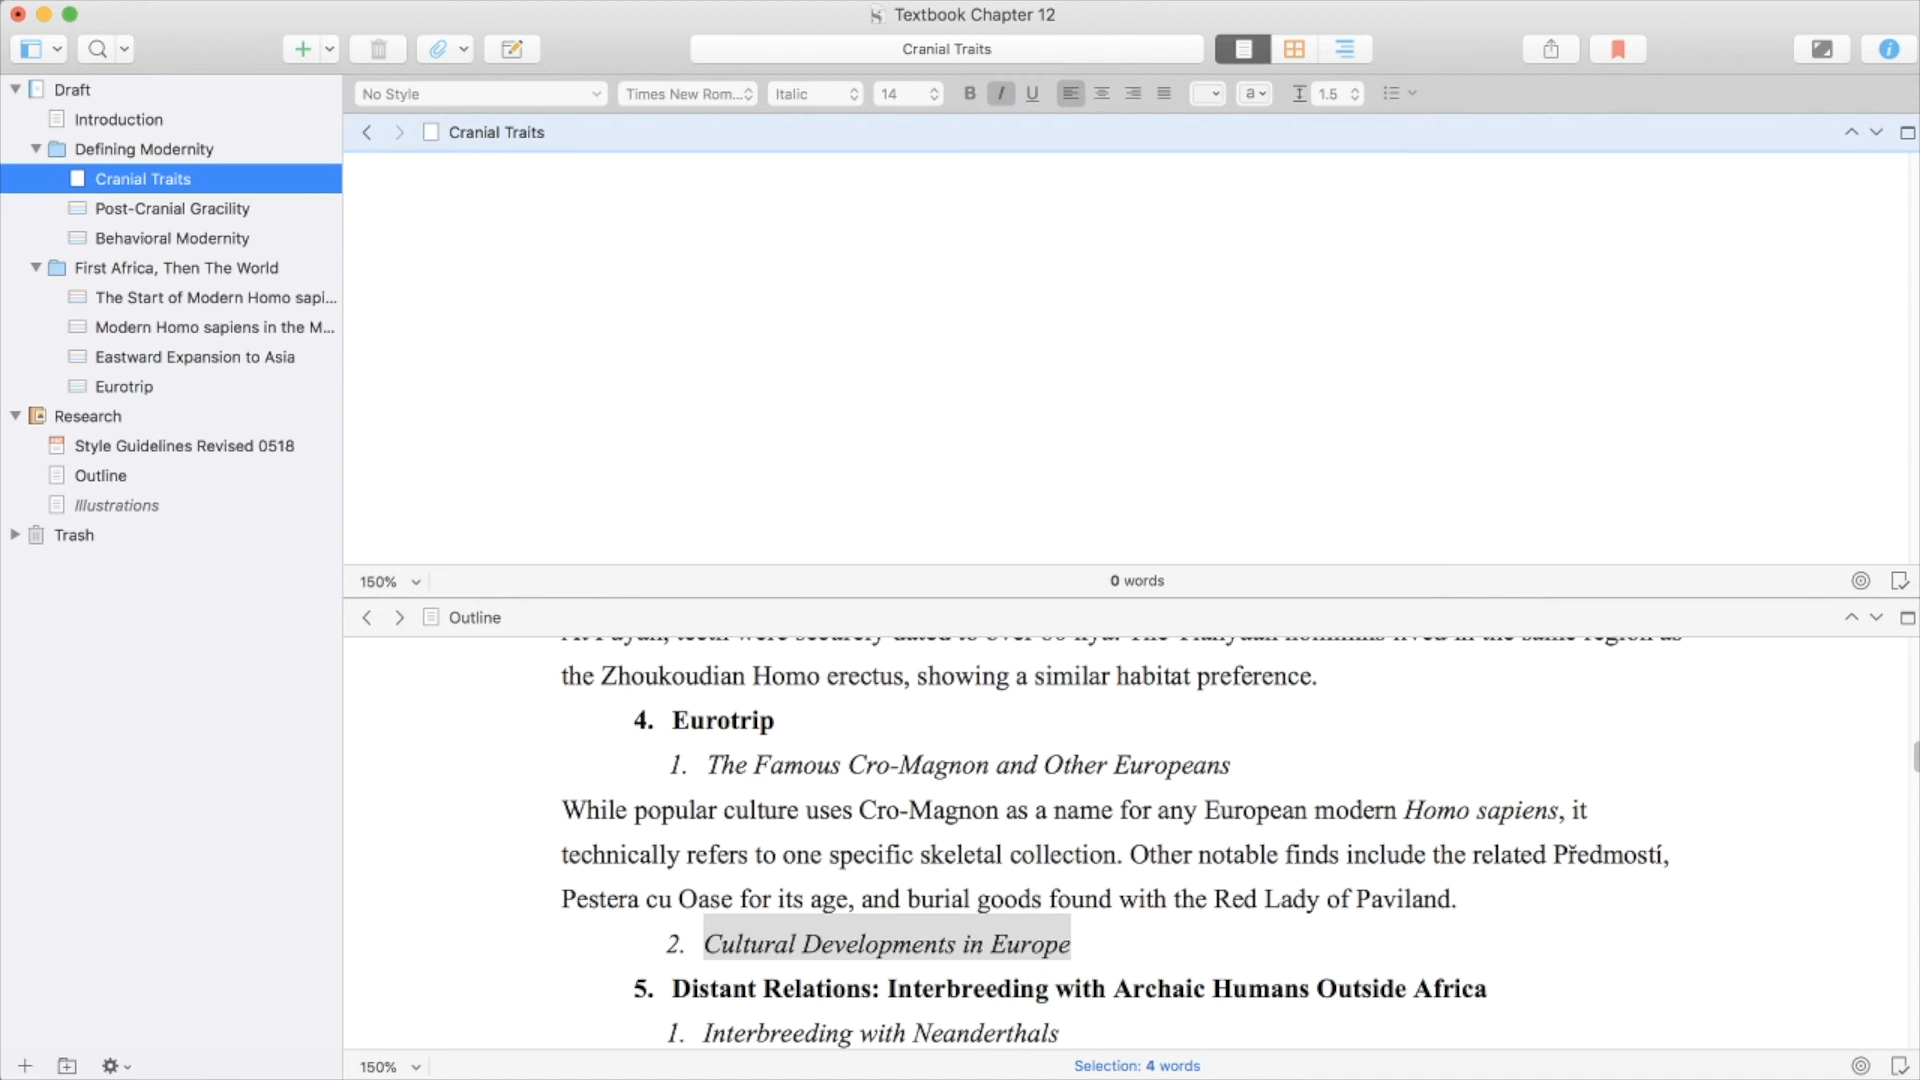 Textbook Chapter 12
Cranial Traits
No Style
Times New Rom...
Italic
14
B I U
a
1.5
Draft
Introduction
Defining Modernity
Cranial Traits
Post-Cranial Gracility
Behavioral Modernity
First Africa, Then The World
The Start of Modern Homo sapi...
Modern Homo sapiens in the M...
Eastward Expansion to Asia
Eurotrip
Research
Style Guidelines Revised 0518
Outline
Illustrations
Trash
Cranial Traits
150%
0 words
Outline
the Zhoukoudian Homo erectus, showing a similar habitat preference.
4. Eurotrip
1. The Famous Cro-Magnon and Other Europeans
While popular culture uses Cro-Magnon as a name for any European modern Homo sapiens, it
technically refers to one specific skeletal collection. Other notable finds include the related Předmostí,
Pestera cu Oase for its age, and burial goods found with the Red Lady of Paviland.
2. Cultural Developments in Europe
5. Distant Relations: Interbreeding with Archaic Humans Outside Africa
1. Interbreeding with Neanderthals
150%
Selection: 4 words